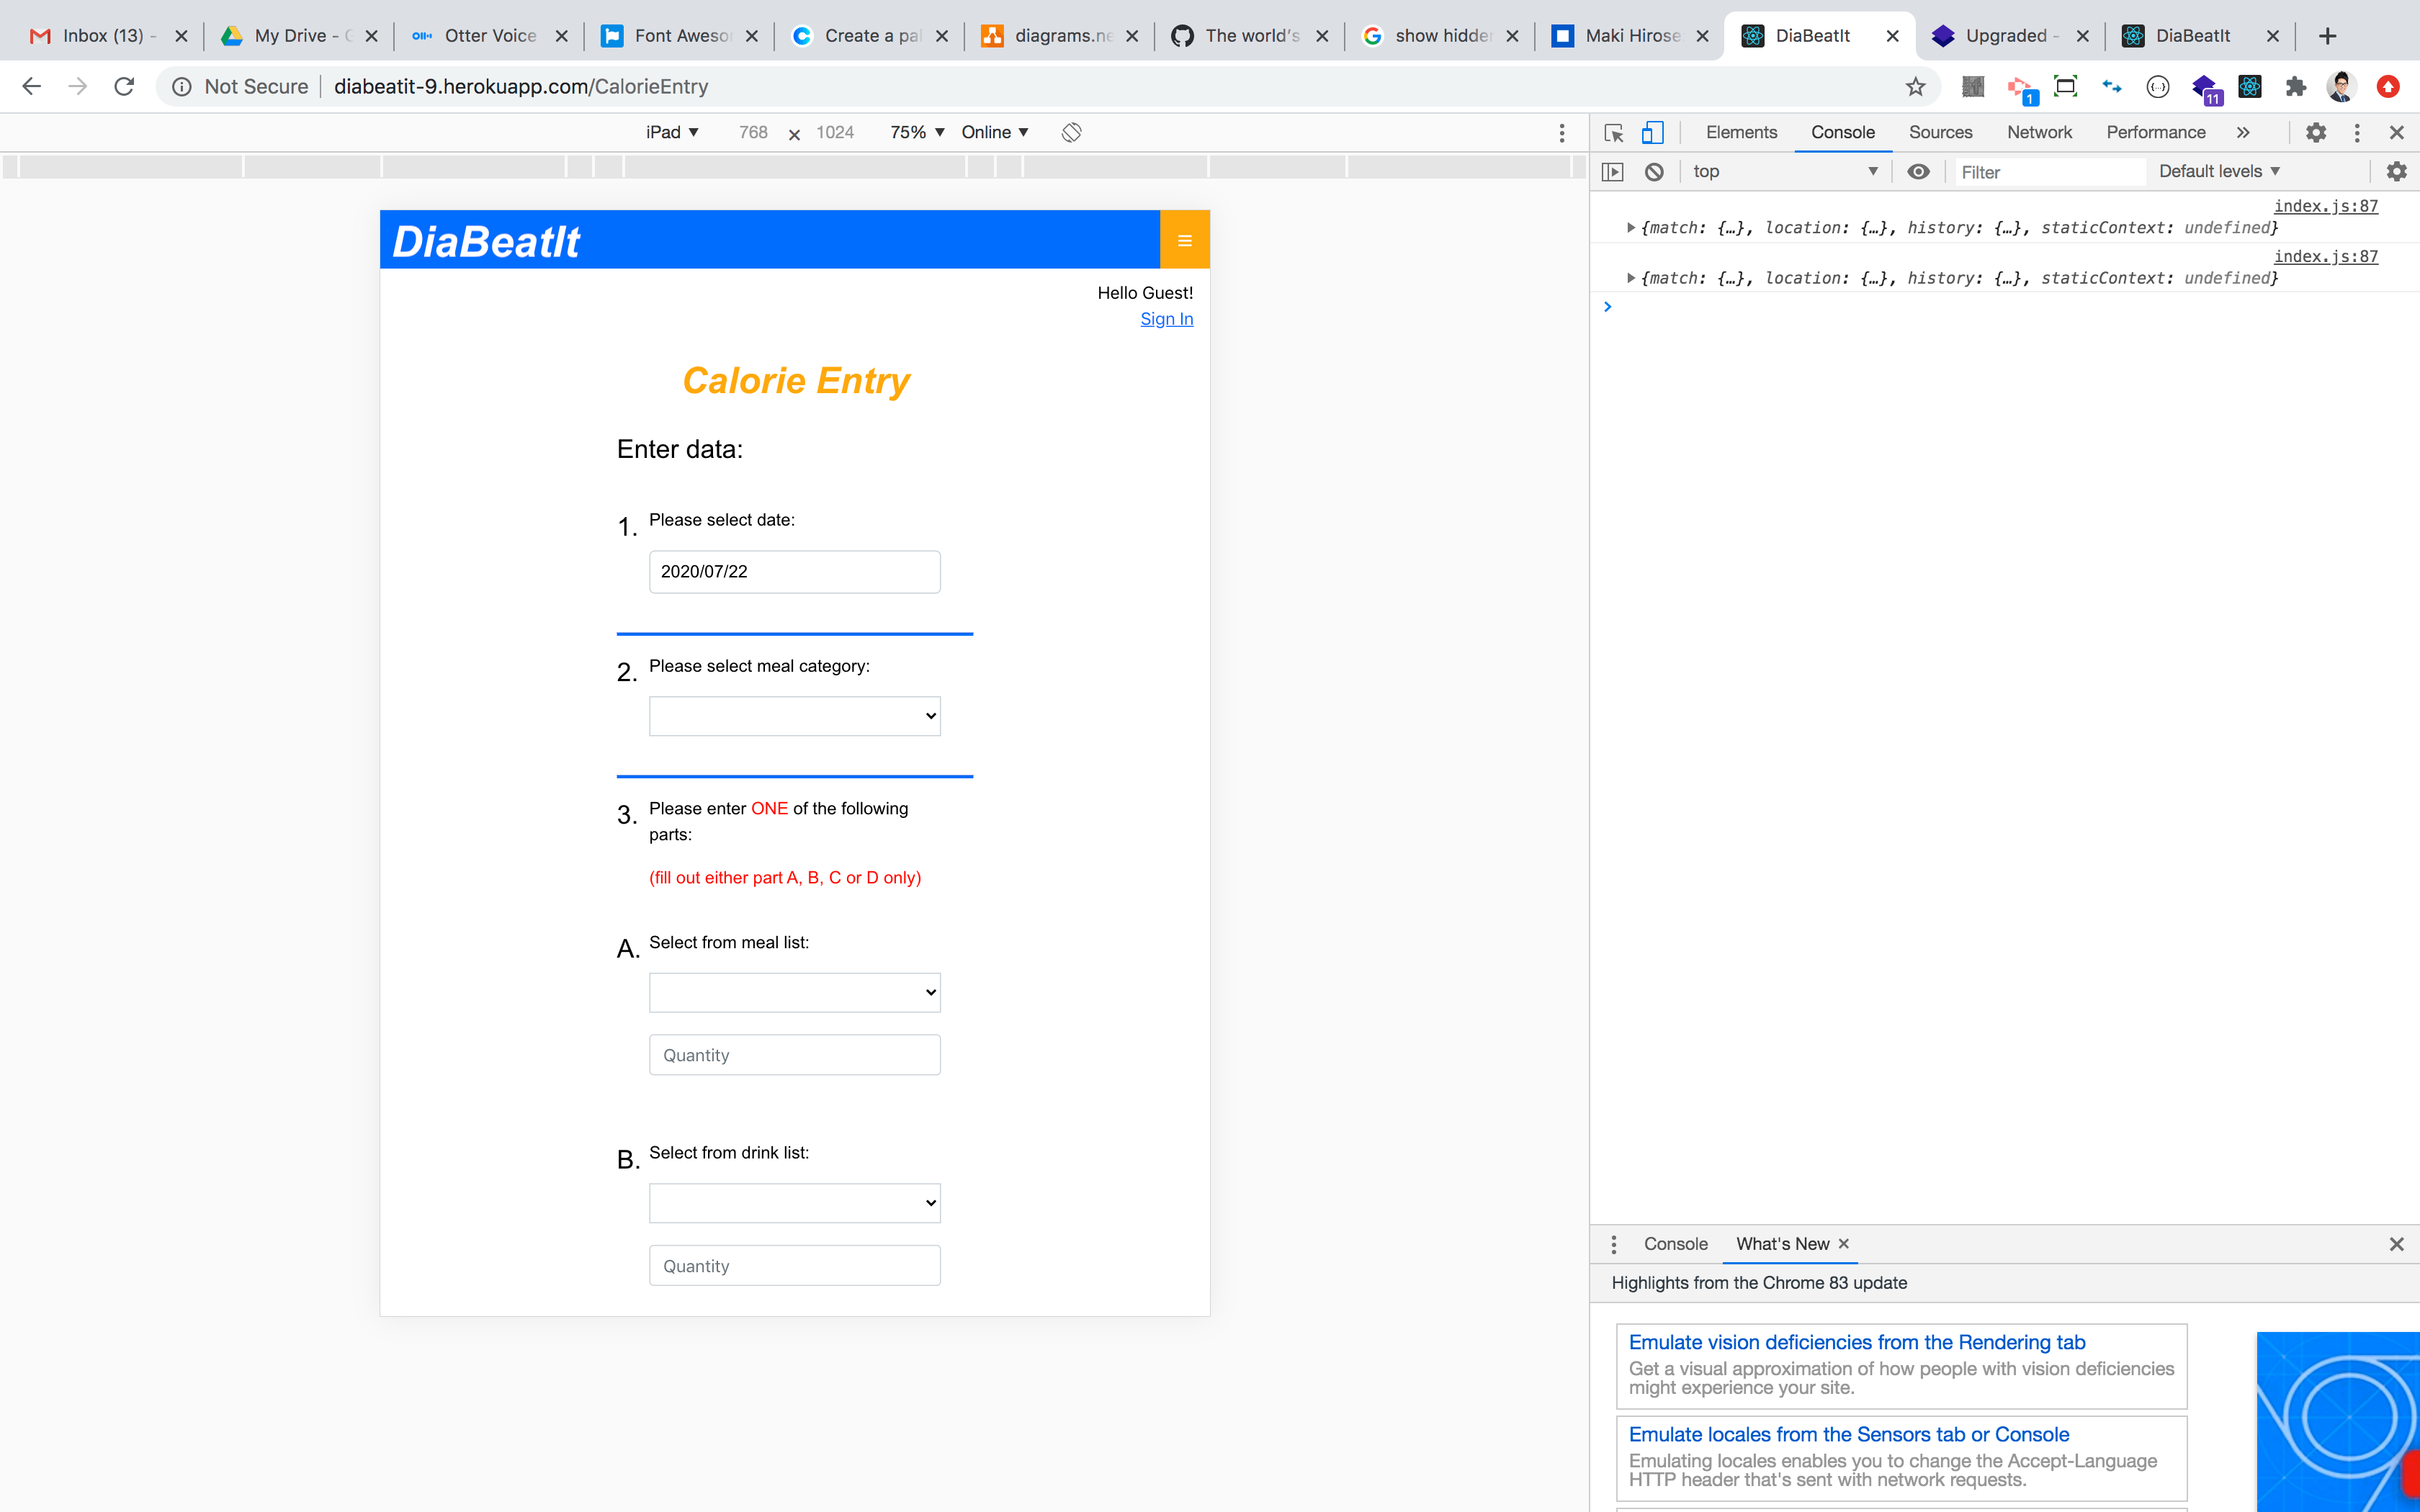 Inbox (13) -
My Drive -
Otter Voice
Font Aweso
Create a pal
diagrams.ne
The world's
show hidde
Maki Hirose
DiaBeatIt
Upgraded -
DiaBeatIt
Not Secure
diabeatit-9.herokuapp.com/CalorieEntry
1
11
iPad
768
1024
75%
Online
Elements
Console
Sources
Network
Performance
top
Filter
Default levels
index.js:87
{match: {…}, location: {…}, history: {…}, staticContext: undefined}
index.js:87
{match: {…}, location: {…}, history: {…}, staticContext: undefined}
DiaBeatIt
Hello Guest!
Sign In
Calorie Entry
Enter data:
1. Please select date:
2020/07/22
2. Please select meal category:
3. Please enter ONE of the following
parts:
(fill out either part A, B, C or D only)
A. Select from meal list:
Quantity
B. Select from drink list:
Quantity
Console
What's New
Highlights from the Chrome 83 update
Emulate vision deficiencies from the Rendering tab
Get a visual approximation of how people with vision deficiencies
might experience your site.
Emulate locales from the Sensors tab or Console
Emulating locales enables you to change the Accept-Language
HTTP header that's sent with network requests.